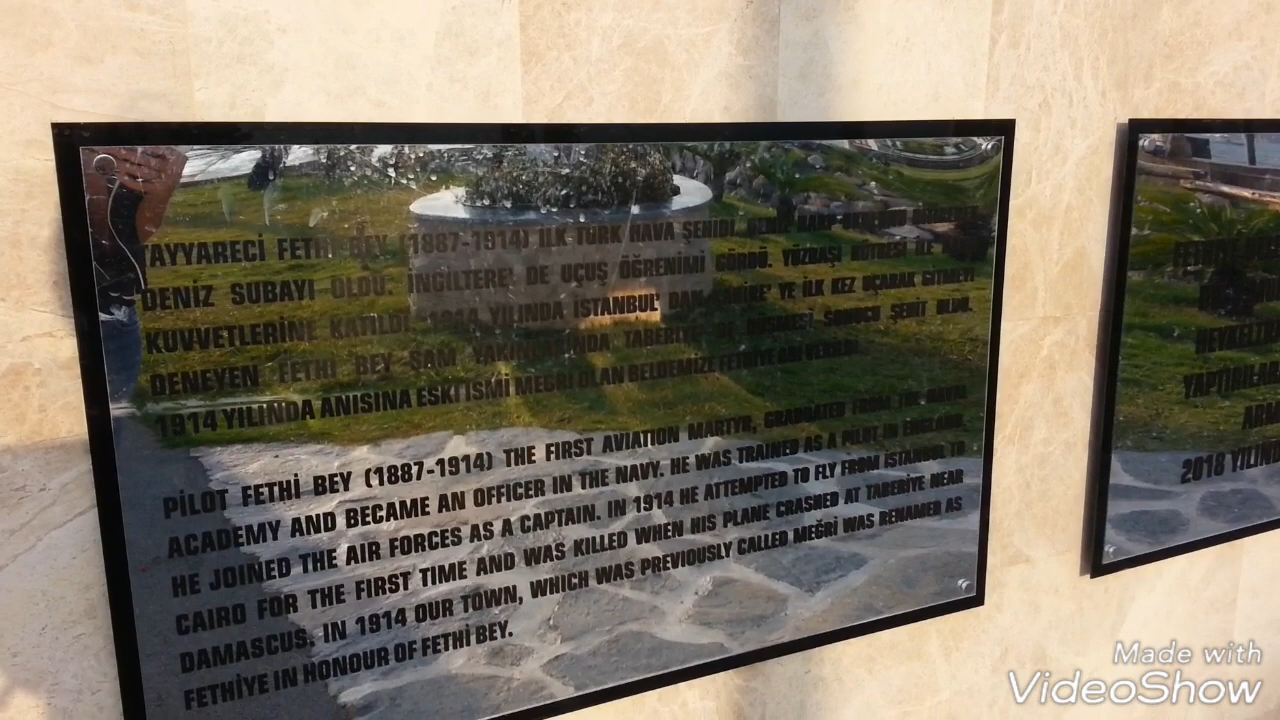 TAYYARECİ FETHİ BEY (1887-1914) İLK TÜRK HAVA ŞEHİDİ
DENİZ SUBAYI OLDU. İNGİLTERE' DE UÇUŞ ÖĞRENİMİ GÖRDÜ. YÜZBAŞI RÜTBESİ İLE
KUVVETLERİNE KATILDI. 1914 YILINDA İSTANBUL' DAN KAHİRE' YE İLK KEZ UÇARAK GİTMEYİ
DENEYEN FETHİ BEY ŞAM YAKINLARINDA TABERİYE' DE DÜŞMESİ SONUCU ŞEHİT OLDU.
1914 YILINDA ANISINA ESKİ İSMİ MEĞRİ OLAN BELDEMİZE FETHİYE ADI VERİLDİ.
PİLOT FETHİ BEY (1887-1914) THE FIRST AVIATION MARTYR, GRADUATED FROM THE NAVAL
ACADEMY AND BECAME AN OFFICER IN THE NAVY. HE WAS TRAINED AS A PILOT IN ENGLAND.
HE JOINED THE AIR FORCES AS A CAPTAIN. IN 1914 HE ATTEMPTED TO FLY FROM İSTANBUL TO
CAIRO FOR THE FIRST TIME AND WAS KILLED WHEN HIS PLANE CRASHED AT TABERİYE NEAR
DAMASCUS. IN 1914 OUR TOWN, WHICH WAS PREVIOUSLY CALLED MEĞRİ WAS RENAMED AS
FETHİYE IN HONOUR OF FETHİ BEY.
YAPTIRILAR
ARMA
2018 YILIND
Made with
VideoShow